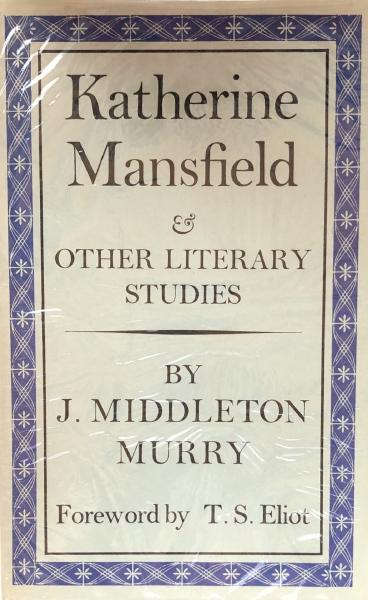 Katherine
Mansfield
&
OTHER LITERARY
STUDIES
BY
J. MIDDLETON
MURRY
Foreword by T. S. Eliot